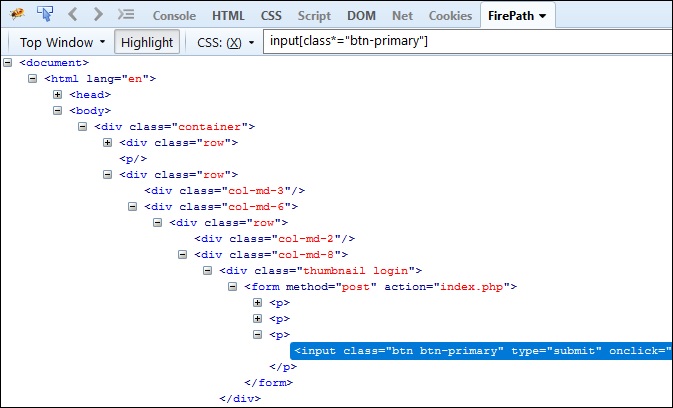 Console HTML CSS Script DOM Net Cookies FirePath
Top Window Highlight CSS: (X) input[class*="btn-primary"]
<document>
<html lang="en">
<head>
<body>
<div class="container">
<div class="row">
<p/>
<div class="row">
<div class="col-md-3"/>
<div class="col-md-6">
<div class="row">
<div class="col-md-2"/>
<div class="col-md-8">
<div class="thumbnail login">
<form method="post" action="index.php">
<p>
<p>
<p>
<input class="btn btn-primary" type="submit" onclick="
</p>
</form>
</div>